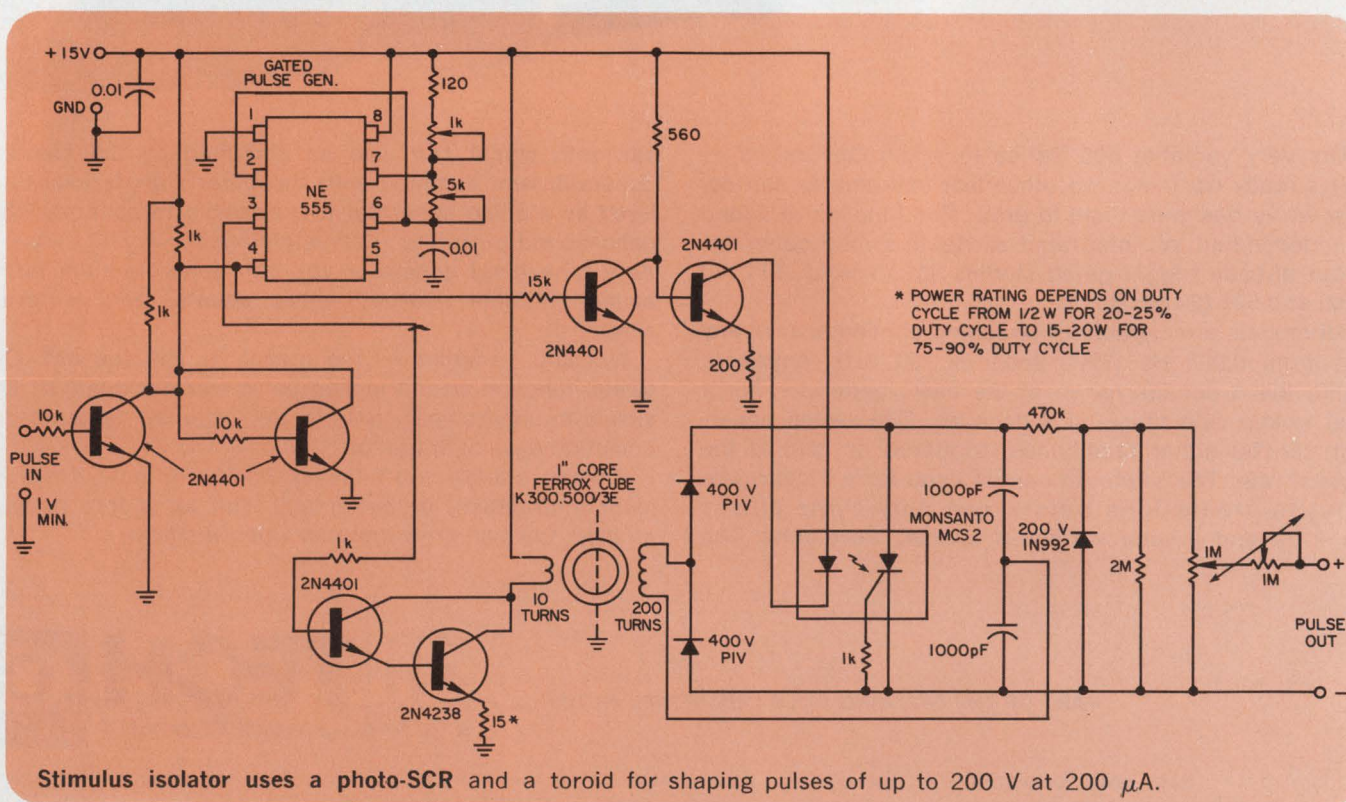 +15V
0.01
GND
GATED
PULSE GEN.
1
2
3
4
8
7
6
5
NE
555
120
1k
5k
0.01
560
1k
1k
15k
2N4401
2N4401
200
* POWER RATING DEPENDS ON DUTY
CYCLE FROM 1/2 W FOR 20-25%
DUTY CYCLE TO 15-20W FOR
75-90% DUTY CYCLE
10k
PULSE
IN
1 V
MIN.
10k
2N4401
1k
2N4401
2N4238
15*
1" CORE
FERROX CUBE
K300.500/3E
10
TURNS
200
TURNS
400 V
PIV
400 V
PIV
MONSANTO
MCS 2
1k
1000pF
1000pF
470k
200 V
1N992
2M
1M
1M
+
PULSE
OUT
–
Stimulus isolator uses a photo-SCR and a toroid for shaping pulses of up to 200 V at 200 μA.